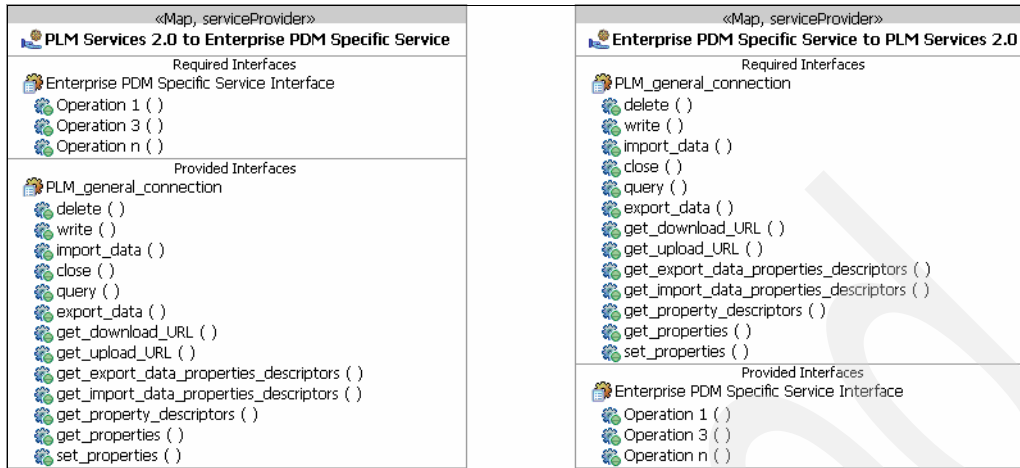 «Map, serviceProvider»
PLM Services 2.0 to Enterprise PDM Specific Service
Required Interfaces
Enterprise PDM Specific Service Interface
Operation 1 ( )
Operation 3 ( )
Operation n ( )
Provided Interfaces
PLM_general_connection
delete ( )
write ( )
import_data ( )
close ( )
query ( )
export_data ( )
get_download_URL ( )
get_upload_URL ( )
get_export_data_properties_descriptors ( )
get_import_data_properties_descriptors ( )
get_property_descriptors ( )
get_properties ( )
set_properties ( )
«Map, serviceProvider»
Enterprise PDM Specific Service to PLM Services 2.0
Required Interfaces
PLM_general_connection
delete ( )
write ( )
import_data ( )
close ( )
query ( )
export_data ( )
get_download_URL ( )
get_upload_URL ( )
get_export_data_properties_descriptors ( )
get_import_data_properties_descriptors ( )
get_property_descriptors ( )
get_properties ( )
set_properties ( )
Provided Interfaces
Enterprise PDM Specific Service Interface
Operation 1 ( )
Operation 3 ( )
Operation n ( )